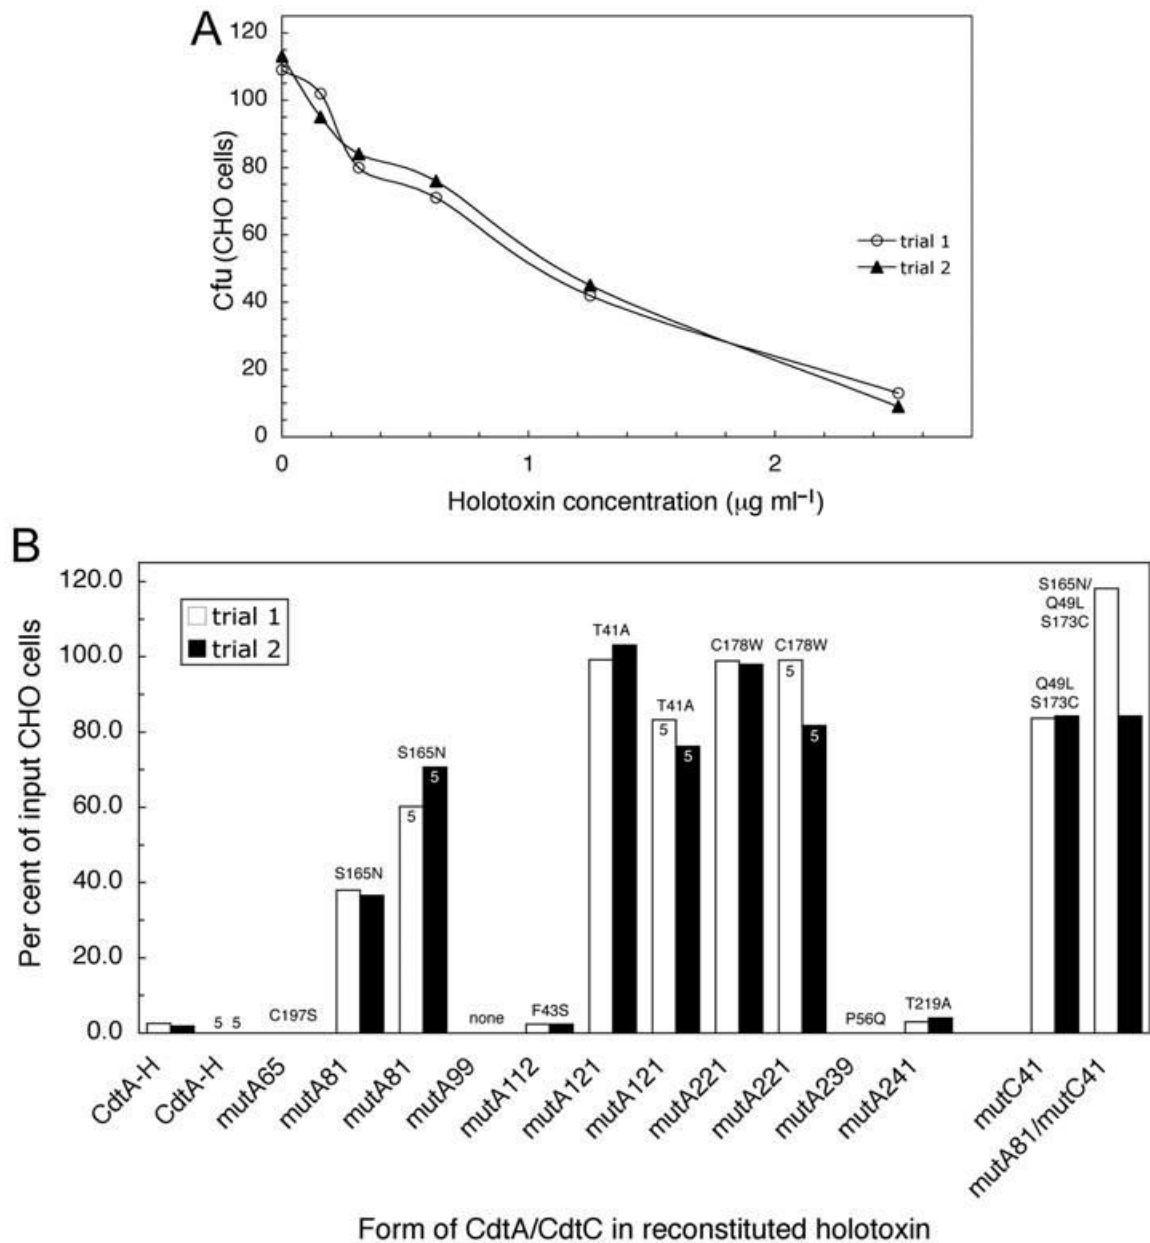 A
120
100
80
60
40
20
0
Cfu (CHO cells)
trial 1
trial 2
0 1 2
Holotoxin concentration (μg ml⁻¹)
B
120.0
100.0
80.0
60.0
40.0
20.0
0.0
Per cent of input CHO cells
trial 1
trial 2
5 5
C197S
S165N
S165N
5
5
none
F43S
T41A
T41A
5
5
C178W
C178W
5
5
P56Q
T219A
Q49L
S173C
S165N/
Q49L
S173C
CdtA-H
CdtA-H
mutA65
mutA81
mutA81
mutA99
mutA112
mutA121
mutA121
mutA221
mutA221
mutA239
mutA241
mutC41
mutA81/mutC41
Form of CdtA/CdtC in reconstituted holotoxin